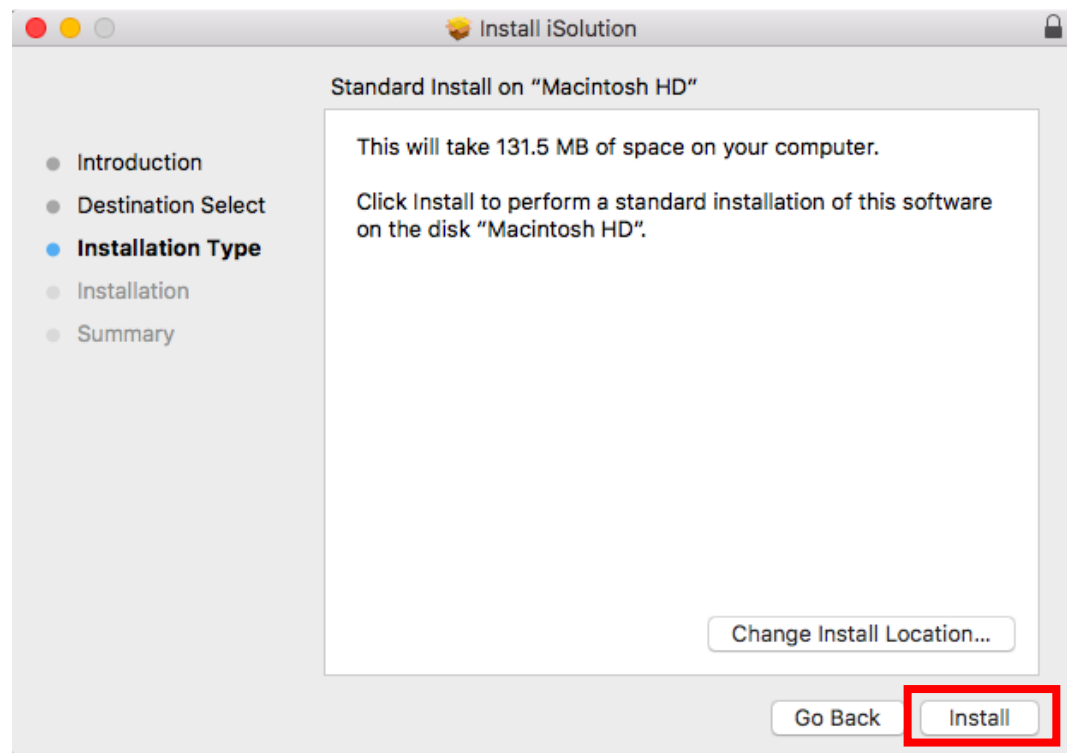 Install iSolution
Standard Install on “Macintosh HD”
Introduction
Destination Select
Installation Type
Installation
Summary
This will take 131.5 MB of space on your computer.
Click Install to perform a standard installation of this software
on the disk “Macintosh HD”.
Change Install Location...
Go Back
Install